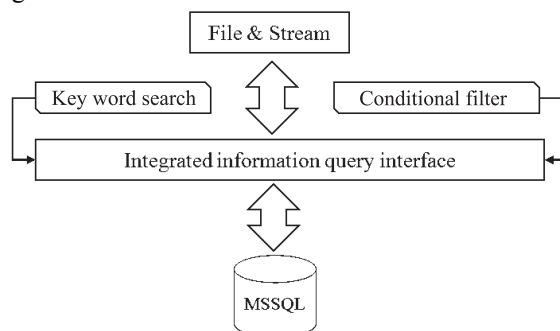 File & Stream
Key word search
Conditional filter
Integrated information query interface
MSSQL